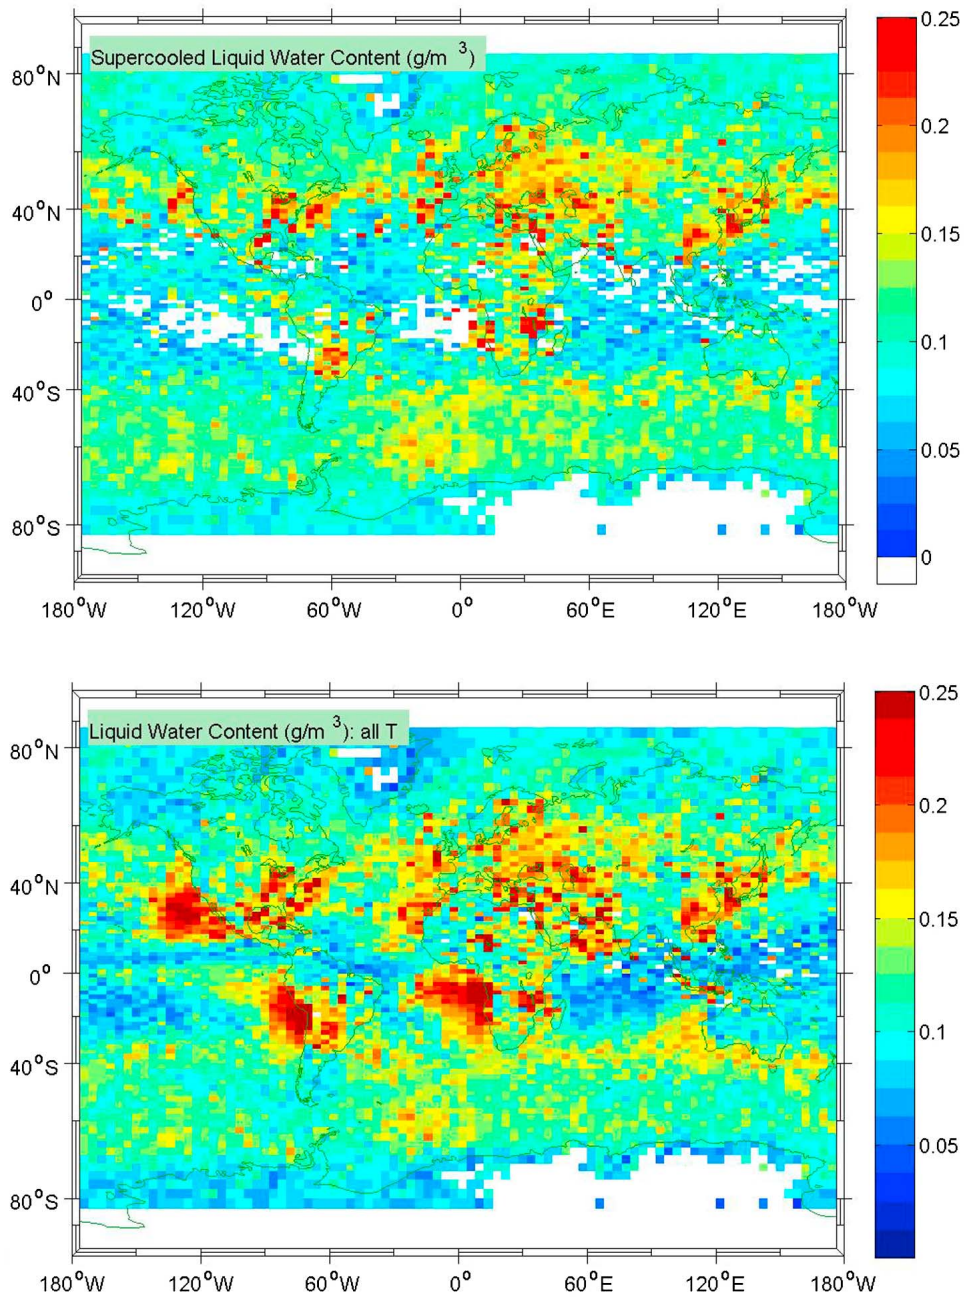 Supercooled Liquid Water Content (g/m 3)
80°N
40°N
0°
40°S
80°S
180°W
120°W
60°W
0°
60°E
120°E
180°W
0.25
0.2
0.15
0.1
0.05
0
Liquid Water Content (g/m 3): all T
80°N
40°N
0°
40°S
80°S
180°W
120°W
60°W
0°
60°E
120°E
180°W
0.25
0.2
0.15
0.1
0.05